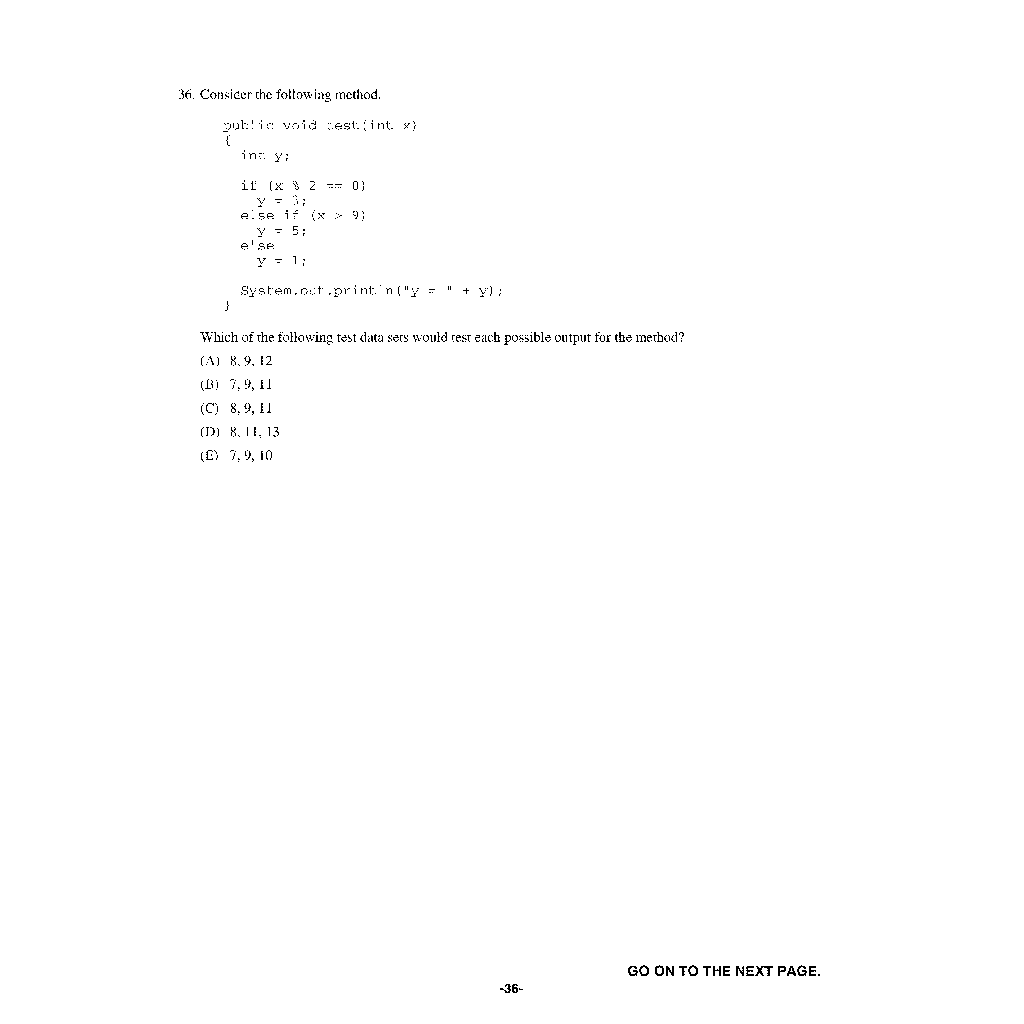 36. Consider the following method.
public void test(int x)
{
int y;
if (x % 2 == 0)
y = 3;
else if (x > 9)
y = 5;
else
y = 1;
System.out.println("y = " + y);
}
Which of the following test data sets would test each possible output for the method?
(A) 8, 9, 12
(B) 7, 9, 11
(C) 8, 9, 11
(D) 8, 11, 13
(E) 7, 9, 10
GO ON TO THE NEXT PAGE.
-36-